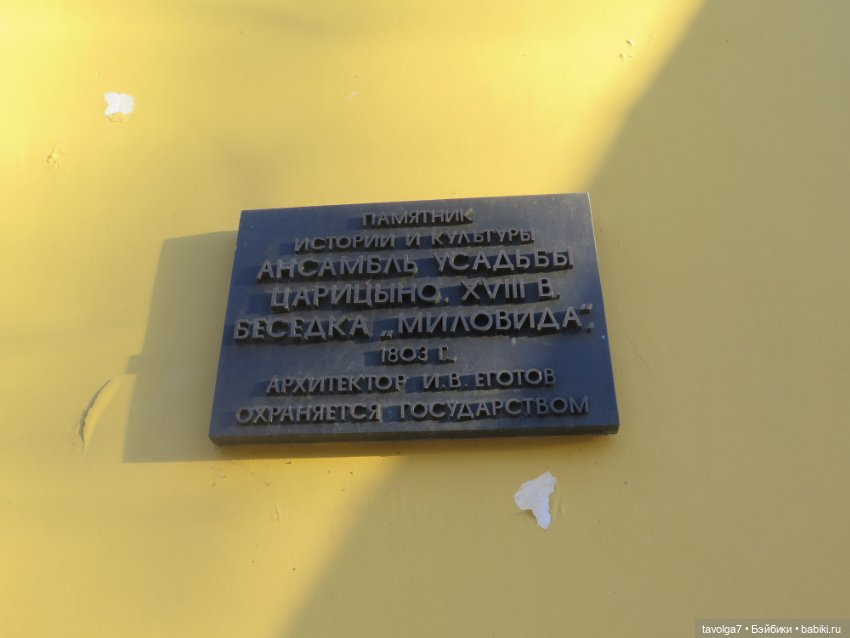 ПАМЯТНИК
ИСТОРИИ И КУЛЬТУРЫ
АНСАМБЛЬ УСАДЬБЫ
ЦАРИЦЫНО, XVIII В.
БЕСЕДКА „МИЛОВИДА“,
1803 Г.,
АРХИТЕКТОР И.В. ЕГОТОВ
ОХРАНЯЕТСЯ ГОСУДАРСТВОМ
tavolga7 • Бэйбики • babiki.ru